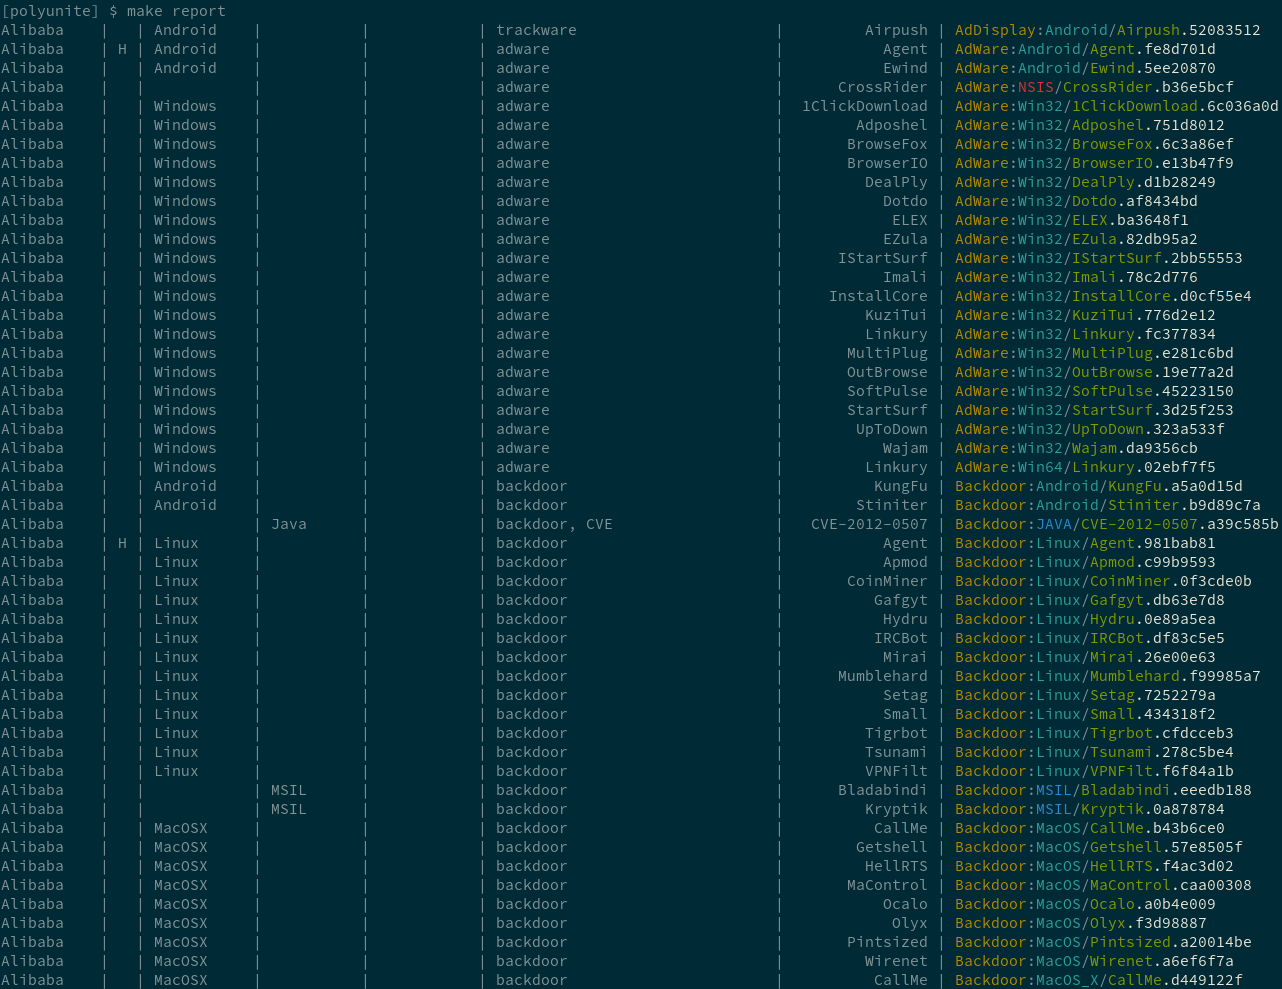 [polyunite] $ make report
Alibaba | | Android | | | trackware | Airpush | AdDisplay:Android/Airpush.52083512
Alibaba | H | Android | | | adware | Agent | AdWare:Android/Agent.fe8d701d
Alibaba | | Android | | | adware | Ewind | AdWare:Android/Ewind.5ee20870
Alibaba | | | | | adware | CrossRider | AdWare:NSIS/CrossRider.b36e5bcf
Alibaba | | Windows | | | adware | 1ClickDownload | AdWare:Win32/1ClickDownload.6c036a0d
Alibaba | | Windows | | | adware | Adposhel | AdWare:Win32/Adposhel.751d8012
Alibaba | | Windows | | | adware | BrowseFox | AdWare:Win32/BrowseFox.6c3a86ef
Alibaba | | Windows | | | adware | BrowserIO | AdWare:Win32/BrowserIO.e13b47f9
Alibaba | | Windows | | | adware | DealPly | AdWare:Win32/DealPly.d1b28249
Alibaba | | Windows | | | adware | Dotdo | AdWare:Win32/Dotdo.af8434bd
Alibaba | | Windows | | | adware | ELEX | AdWare:Win32/ELEX.ba3648f1
Alibaba | | Windows | | | adware | EZula | AdWare:Win32/EZula.82db95a2
Alibaba | | Windows | | | adware | IStartSurf | AdWare:Win32/IStartSurf.2bb55553
Alibaba | | Windows | | | adware | Imali | AdWare:Win32/Imali.78c2d776
Alibaba | | Windows | | | adware | InstallCore | AdWare:Win32/InstallCore.d0cf55e4
Alibaba | | Windows | | | adware | KuziTui | AdWare:Win32/KuziTui.776d2e12
Alibaba | | Windows | | | adware | Linkury | AdWare:Win32/Linkury.fc377834
Alibaba | | Windows | | | adware | MultiPlug | AdWare:Win32/MultiPlug.e281c6bd
Alibaba | | Windows | | | adware | OutBrowse | AdWare:Win32/OutBrowse.19e77a2d
Alibaba | | Windows | | | adware | SoftPulse | AdWare:Win32/SoftPulse.45223150
Alibaba | | Windows | | | adware | StartSurf | AdWare:Win32/StartSurf.3d25f253
Alibaba | | Windows | | | adware | UpToDown | AdWare:Win32/UpToDown.323a533f
Alibaba | | Windows | | | adware | Wajam | AdWare:Win32/Wajam.da9356cb
Alibaba | | Windows | | | adware | Linkury | AdWare:Win64/Linkury.02ebf7f5
Alibaba | | Android | | | backdoor | KungFu | Backdoor:Android/KungFu.a5a0d15d
Alibaba | | Android | | | backdoor | Stiniter | Backdoor:Android/Stiniter.b9d89c7a
Alibaba | | | Java | | backdoor, CVE | CVE-2012-0507 | Backdoor:JAVA/CVE-2012-0507.a39c585b
Alibaba | H | Linux | | | backdoor | Agent | Backdoor:Linux/Agent.981bab81
Alibaba | | Linux | | | backdoor | Apmod | Backdoor:Linux/Apmod.c99b9593
Alibaba | | Linux | | | backdoor | CoinMiner | Backdoor:Linux/CoinMiner.0f3cde0b
Alibaba | | Linux | | | backdoor | Gafgyt | Backdoor:Linux/Gafgyt.db63e7d8
Alibaba | | Linux | | | backdoor | Hydru | Backdoor:Linux/Hydru.0e89a5ea
Alibaba | | Linux | | | backdoor | IRCBot | Backdoor:Linux/IRCBot.df83c5e5
Alibaba | | Linux | | | backdoor | Mirai | Backdoor:Linux/Mirai.26e00e63
Alibaba | | Linux | | | backdoor | Mumblehard | Backdoor:Linux/Mumblehard.f99985a7
Alibaba | | Linux | | | backdoor | Setag | Backdoor:Linux/Setag.7252279a
Alibaba | | Linux | | | backdoor | Small | Backdoor:Linux/Small.434318f2
Alibaba | | Linux | | | backdoor | Tigrbot | Backdoor:Linux/Tigrbot.cfdcceb3
Alibaba | | Linux | | | backdoor | Tsunami | Backdoor:Linux/Tsunami.278c5be4
Alibaba | | Linux | | | backdoor | VPNFilt | Backdoor:Linux/VPNFilt.f6f84a1b
Alibaba | | | MSIL | | backdoor | Bladabindi | Backdoor:MSIL/Bladabindi.eeedb188
Alibaba | | | MSIL | | backdoor | Kryptik | Backdoor:MSIL/Kryptik.0a878784
Alibaba | | MacOSX | | | backdoor | CallMe | Backdoor:MacOS/CallMe.b43b6ce0
Alibaba | | MacOSX | | | backdoor | Getshell | Backdoor:MacOS/Getshell.57e8505f
Alibaba | | MacOSX | | | backdoor | HellRTS | Backdoor:MacOS/HellRTS.f4ac3d02
Alibaba | | MacOSX | | | backdoor | MaControl | Backdoor:MacOS/MaControl.caa00308
Alibaba | | MacOSX | | | backdoor | Ocalo | Backdoor:MacOS/Ocalo.a0b4e009
Alibaba | | MacOSX | | | backdoor | Olyx | Backdoor:MacOS/Olyx.f3d98887
Alibaba | | MacOSX | | | backdoor | Pintsized | Backdoor:MacOS/Pintsized.a20014be
Alibaba | | MacOSX | | | backdoor | Wirenet | Backdoor:MacOS/Wirenet.a6ef6f7a
Alibaba | | MacOSX | | | backdoor | CallMe | Backdoor:MacOS_X/CallMe.d449122f